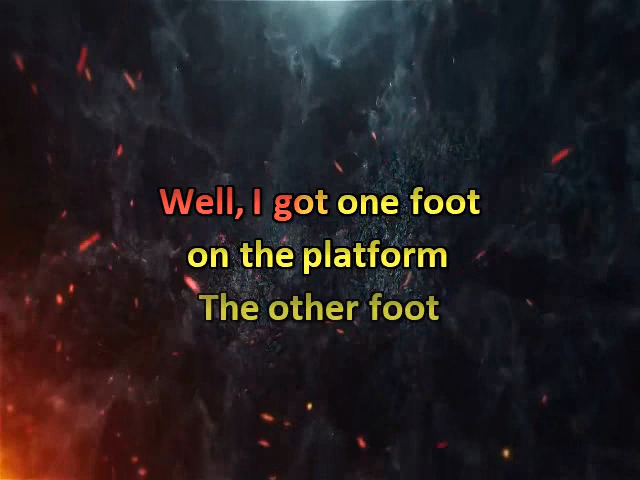 Well, I got one foot
on the platform
The other foot